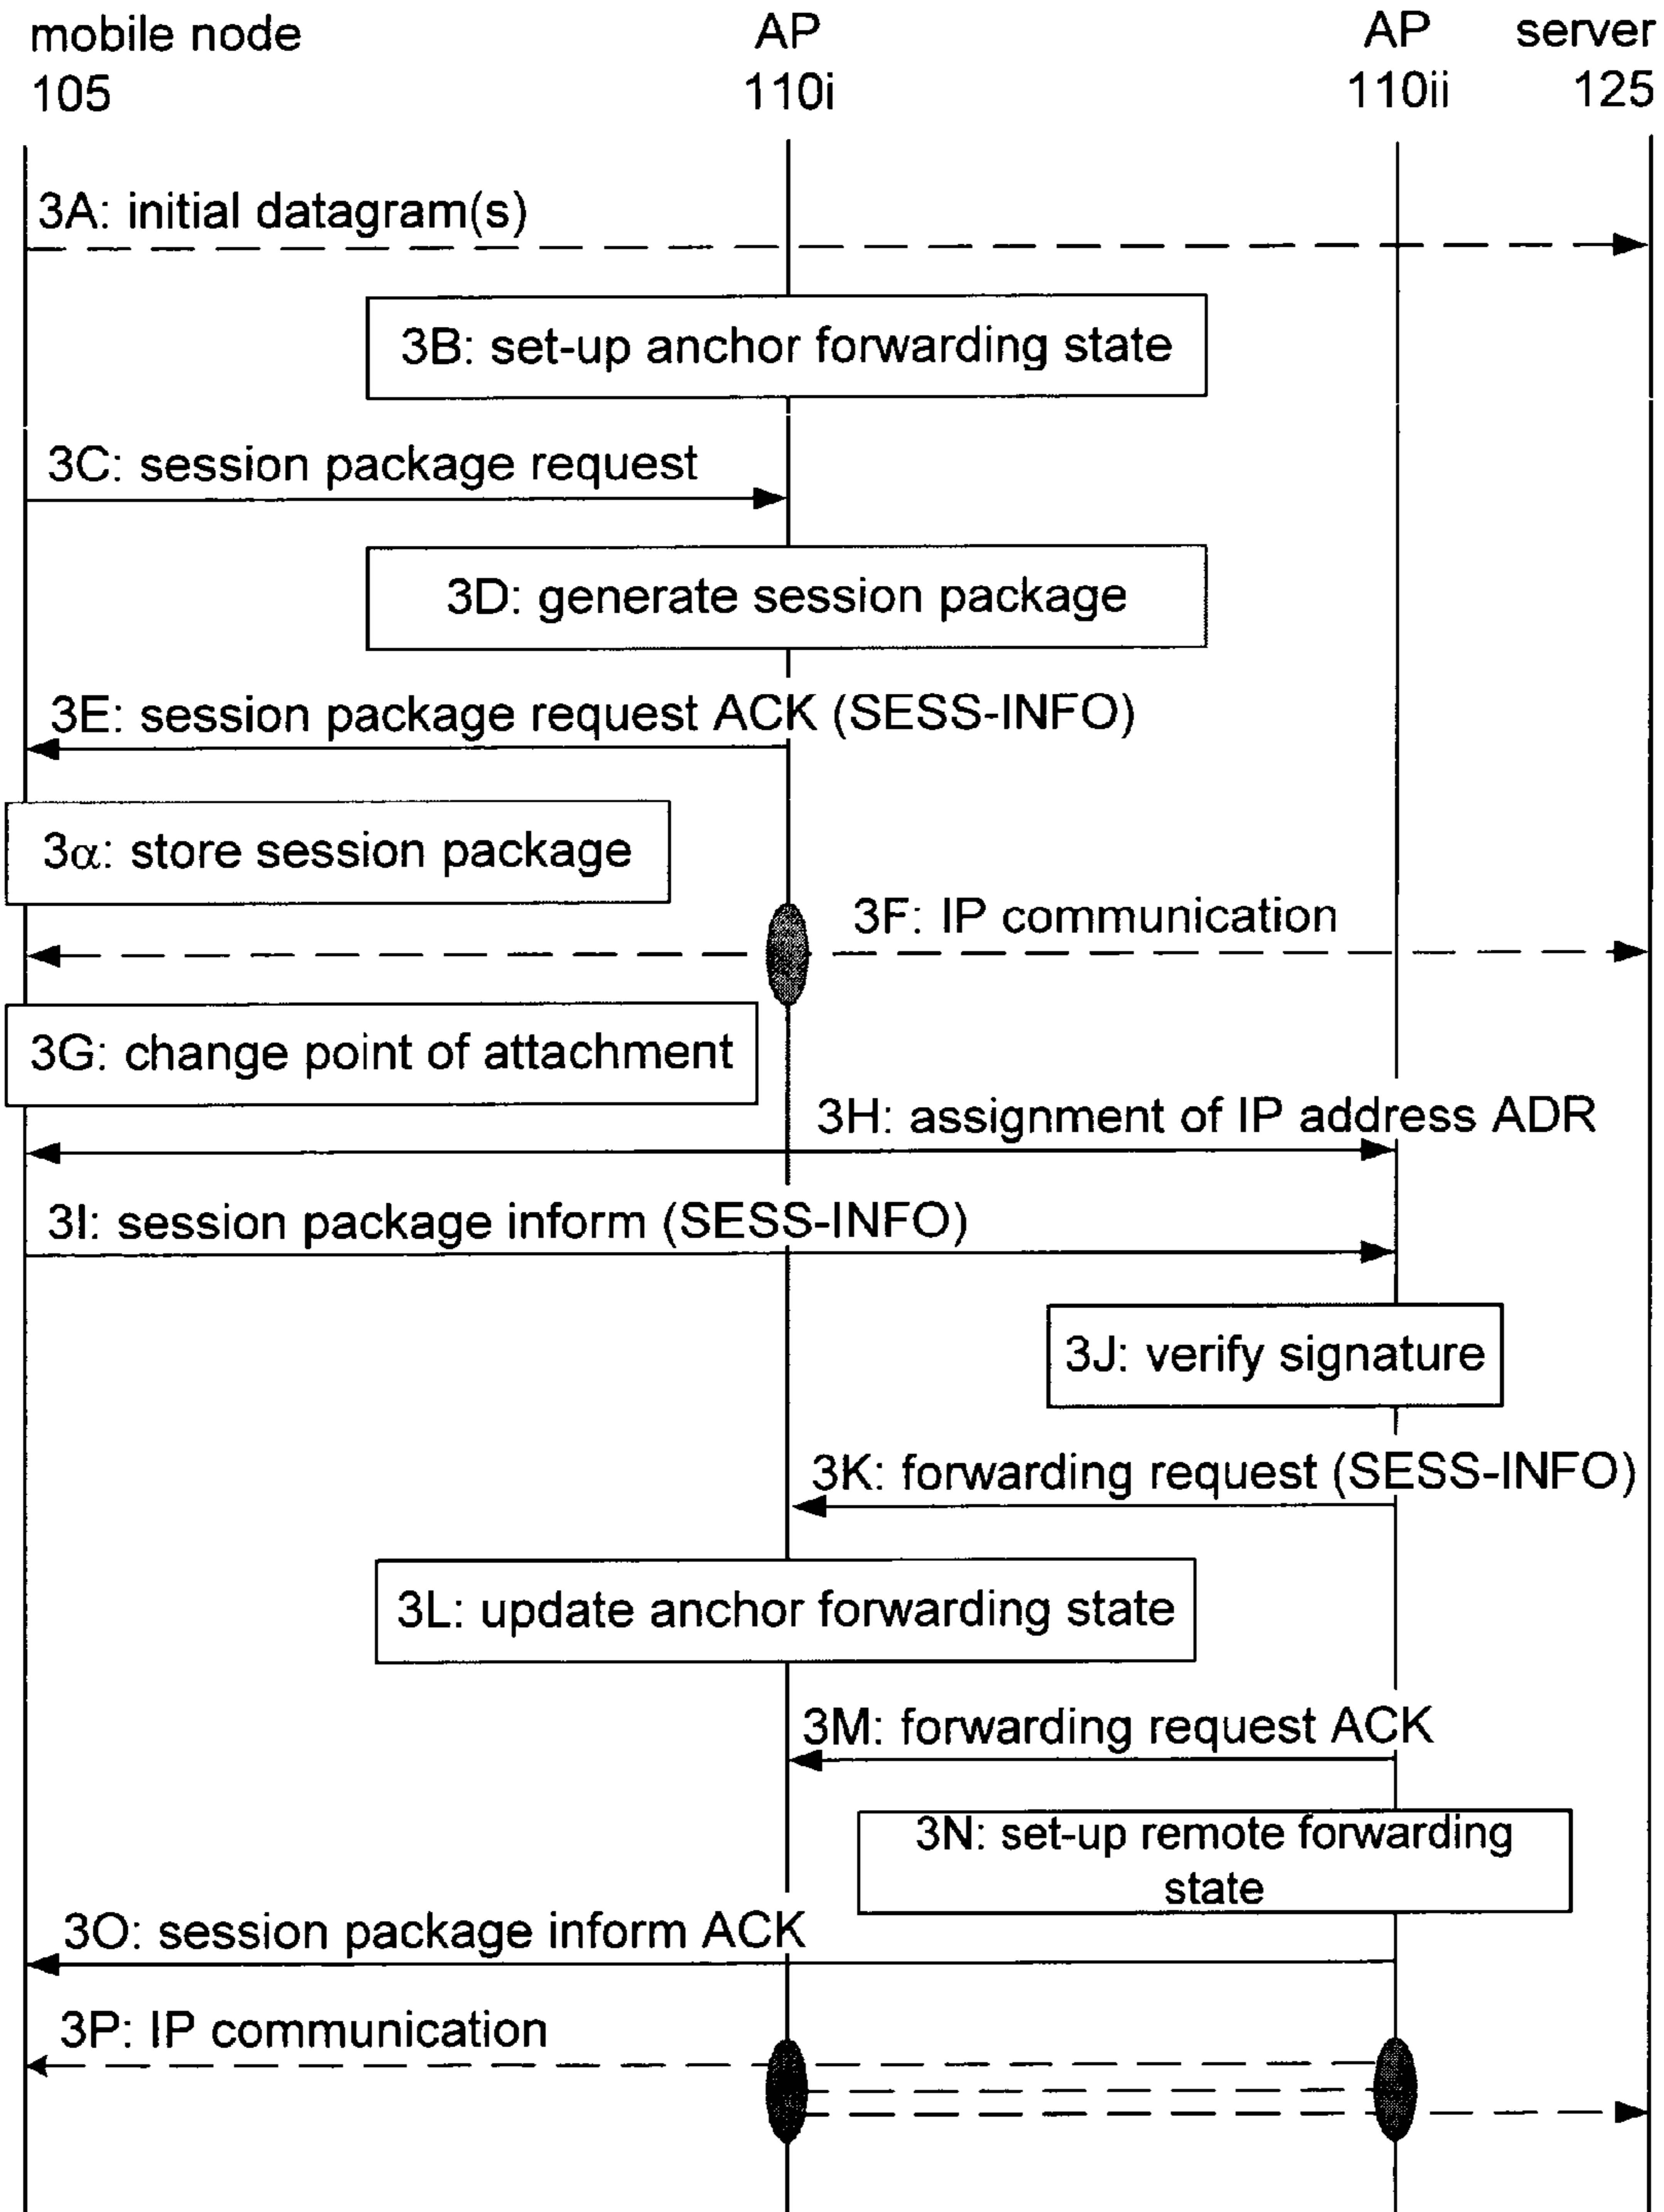 mobile node
105
AP
110i
AP
110ii
server
125
3A: initial datagram(s)
3B: set-up anchor forwarding state
3C: session package request
3D: generate session package
3E: session package request ACK (SESS-INFO)
3α: store session package
3F: IP communication
3G: change point of attachment
3H: assignment of IP address ADR
3I: session package inform (SESS-INFO)
3J: verify signature
3K: forwarding request (SESS-INFO)
3L: update anchor forwarding state
3M: forwarding request ACK
3N: set-up remote forwarding
state
3O: session package inform ACK
3P: IP communication